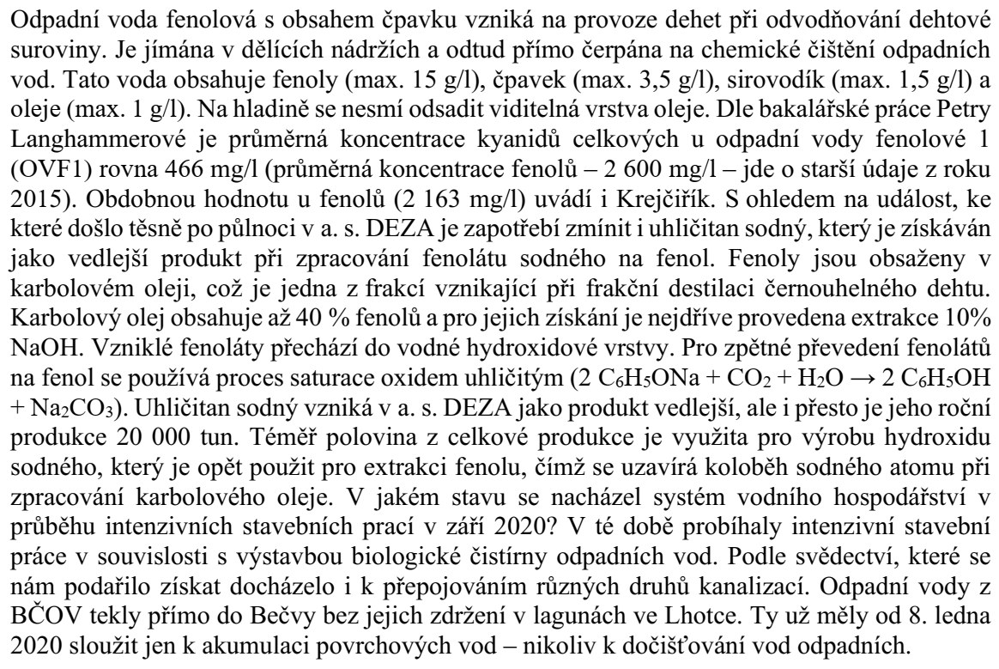 Odpadní voda fenolová s obsahem čpavku vzniká na provoze dehet při odvodňování dehtové
suroviny. Je jímána v dělících nádržích a odtud přímo čerpána na chemické čištění odpadních
vod. Tato voda obsahuje fenoly (max. 15 g/l), čpavek (max. 3,5 g/l), sirovodík (max. 1,5 g/l) a
oleje (max. 1 g/l). Na hladině se nesmí odsadit viditelná vrstva oleje. Dle bakalářské práce Petry
Langhammerové je průměrná koncentrace kyanidů celkových u odpadní vody fenolové 1
(OVF1) rovna 466 mg/l (průměrná koncentrace fenolů – 2 600 mg/l – jde o starší údaje z roku
2015). Obdobnou hodnotu u fenolů (2 163 mg/l) uvádí i Krejčiřík. S ohledem na událost, ke
které došlo těsně po půlnoci v a. s. DEZA je zapotřebí zmínit i uhličitan sodný, který je získáván
jako vedlejší produkt při zpracování fenolátu sodného na fenol. Fenoly jsou obsaženy v
karbolovém oleji, což je jedna z frakcí vznikající při frakční destilaci černouhelného dehtu.
Karbolový olej obsahuje až 40 % fenolů a pro jejich získání je nejdříve provedena extrakce 10%
NaOH. Vzniklé fenoláty přechází do vodné hydroxidové vrstvy. Pro zpětné převedení fenolátů
na fenol se používá proces saturace oxidem uhličitým (2 C₆H₅ONa + CO₂ + H₂O → 2 C₆H₅OH
+ Na₂CO₃). Uhličitan sodný vzniká v a. s. DEZA jako produkt vedlejší, ale i přesto je jeho roční
produkce 20 000 tun. Téměř polovina z celkové produkce je využita pro výrobu hydroxidu
sodného, který je opět použit pro extrakci fenolu, čímž se uzavírá koloběh sodného atomu při
zpracování karbolového oleje. V jakém stavu se nacházel systém vodního hospodářství v
průběhu intenzivních stavebních prací v září 2020? V té době probíhaly intenzivní stavební
práce v souvislosti s výstavbou biologické čistírny odpadních vod. Podle svědectví, které se
nám podařilo získat docházelo i k přepojováním různých druhů kanalizací. Odpadní vody z
BČOV tekly přímo do Bečvy bez jejich zdržení v lagunách ve Lhotce. Ty už měly od 8. ledna
2020 sloužit jen k akumulaci povrchových vod – nikoliv k dočišťování vod odpadních.